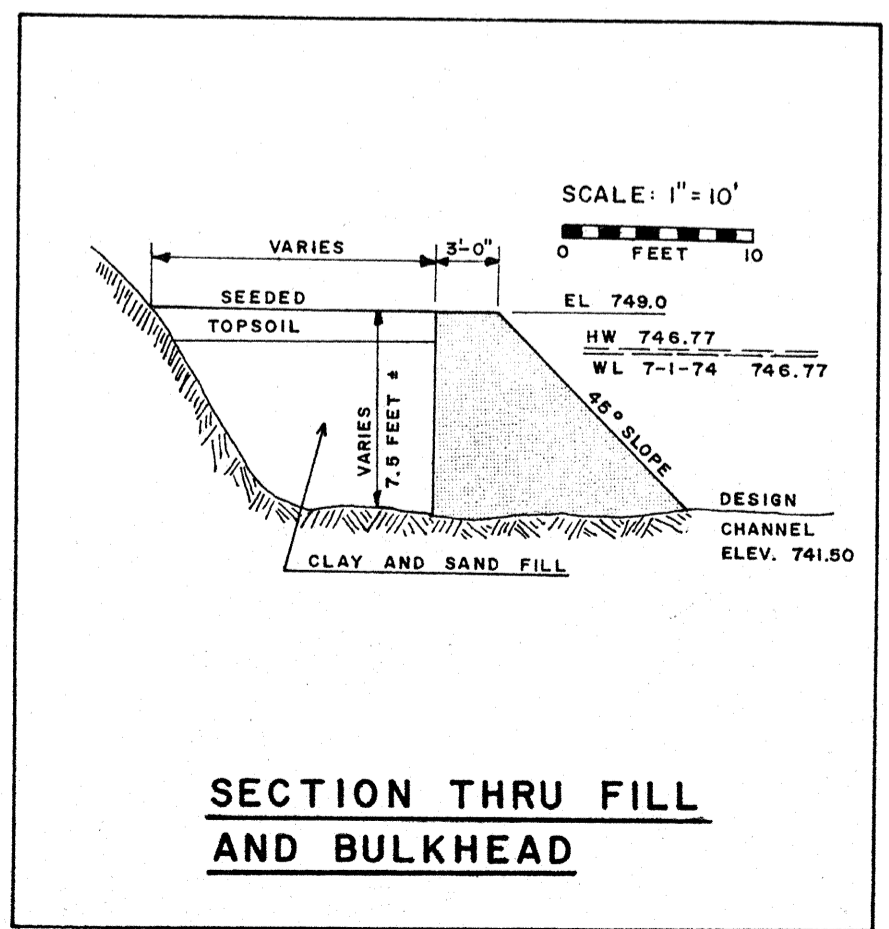 SCALE: 1" = 10'
0 FEET 10
VARIES
3'-0"
SEEDED
TOPSOIL
EL 749.0
HW 746.77
WL 7-1-74 746.77
VARIES
7.5 FEET ±
45° SLOPE
DESIGN
CHANNEL
ELEV. 741.50
CLAY AND SAND FILL
SECTION THRU FILL
AND BULKHEAD